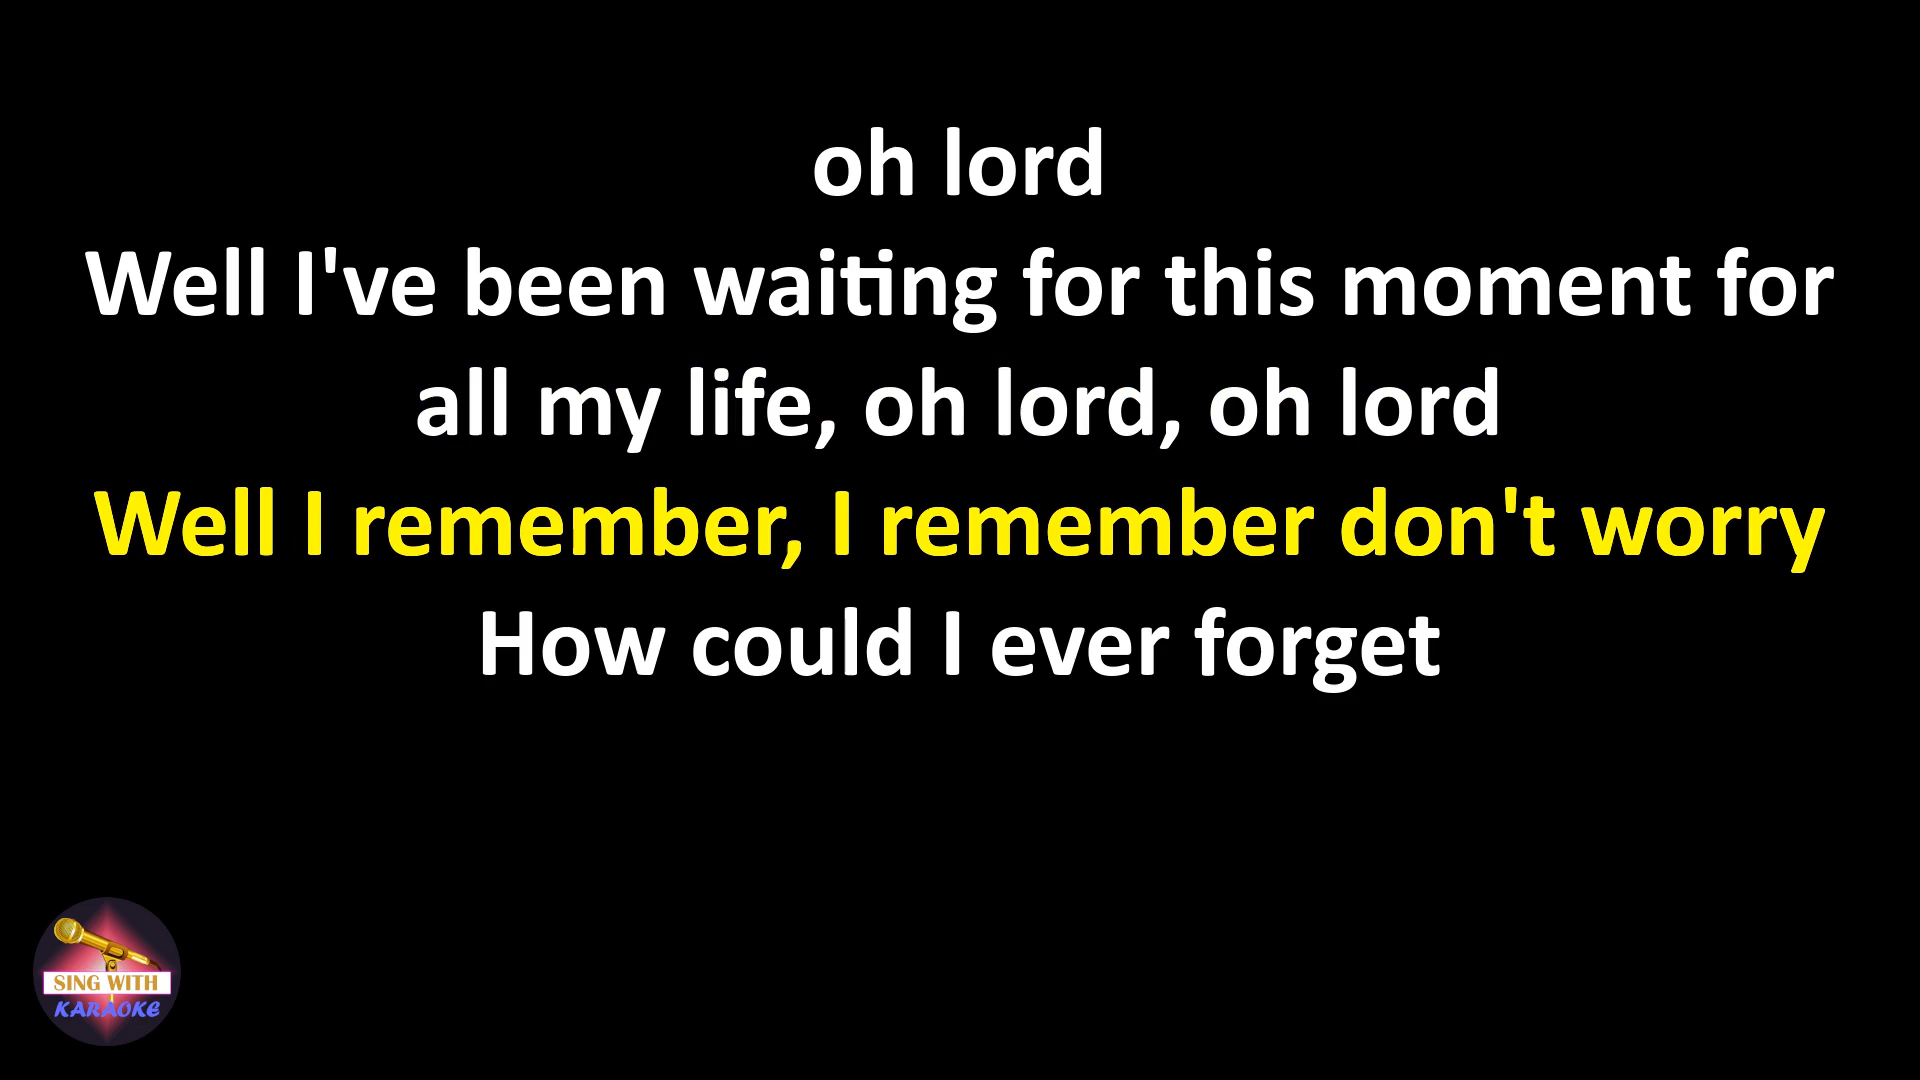 oh lord
Well I've been waiting for this moment for
all my life, oh lord, oh lord
Well I remember, I remember don't worry
How could I ever forget
SING WITH
KARAOKE